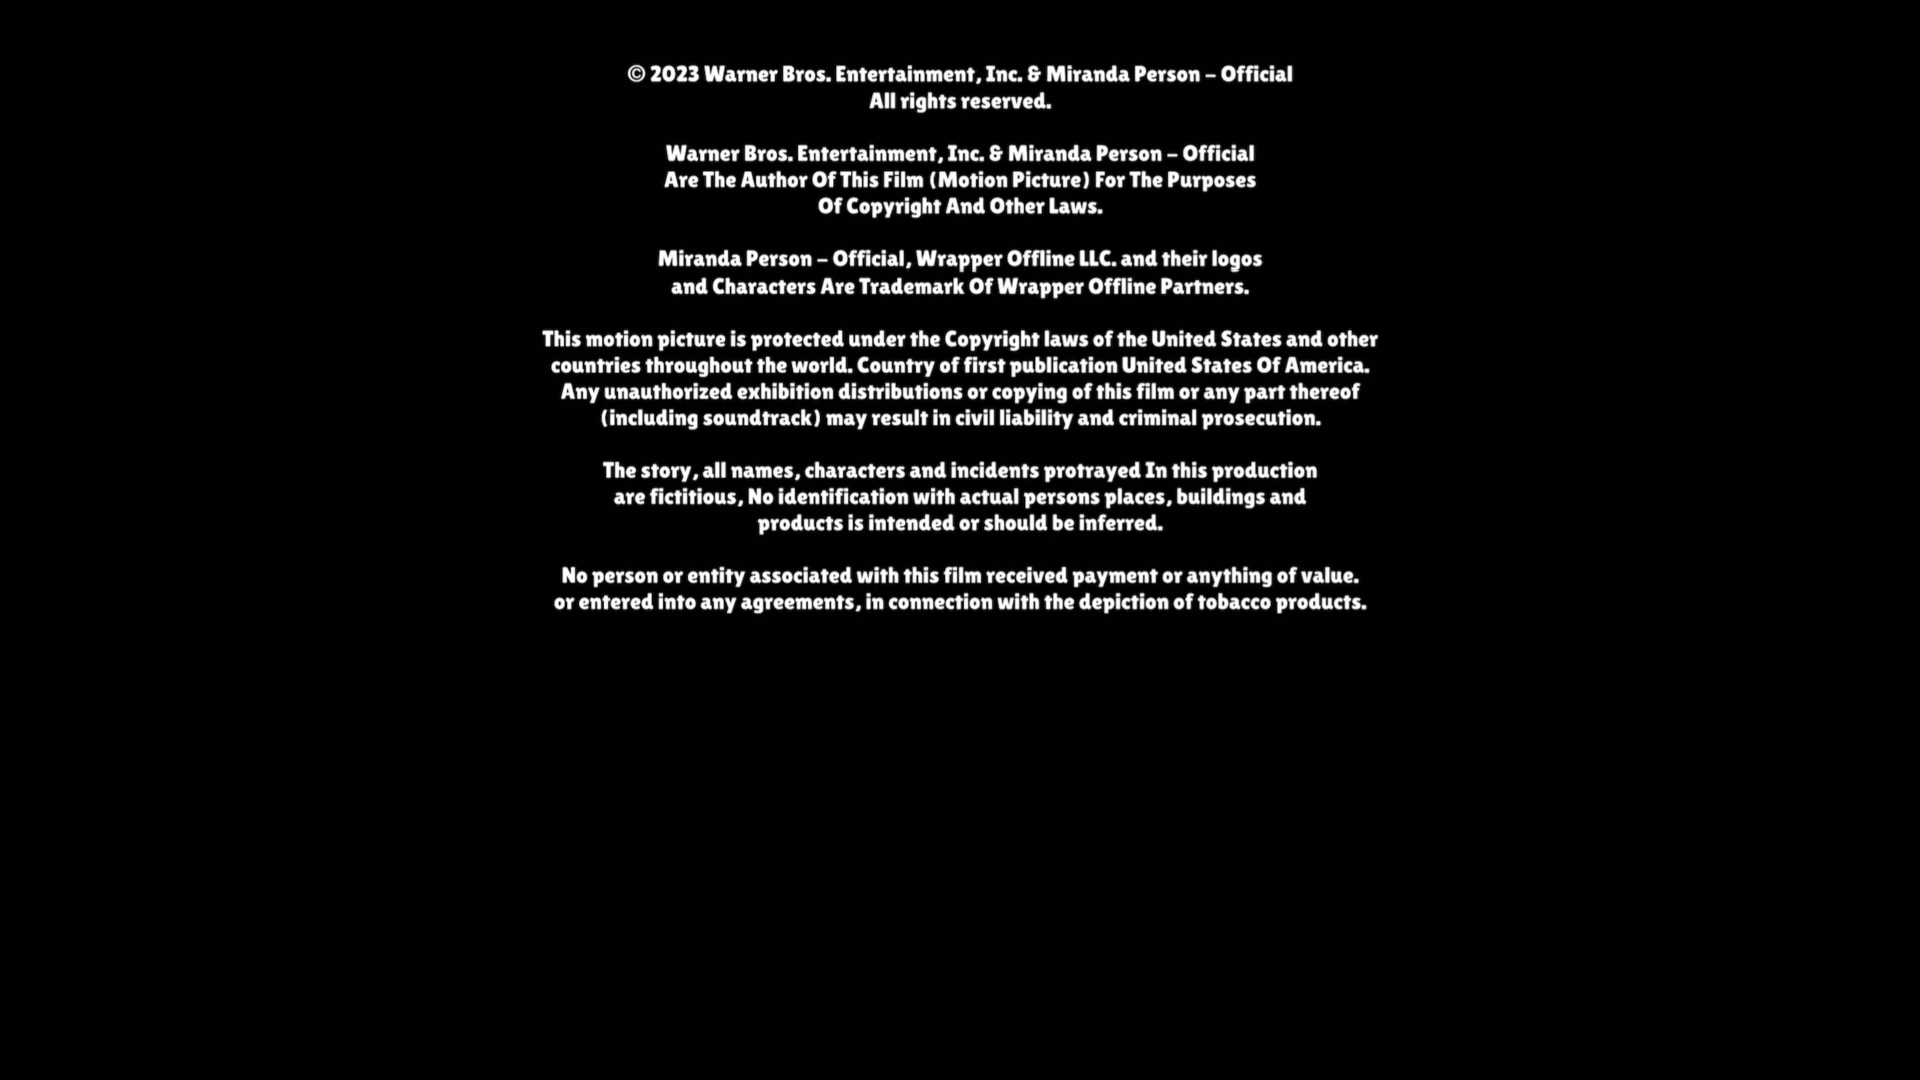 © 2023 Warner Bros. Entertainment, Inc. & Miranda Person – Official
All rights reserved.
Warner Bros. Entertainment, Inc. & Miranda Person – Official
Are The Author Of This Film (Motion Picture) For The Purposes
Of Copyright And Other Laws.
Miranda Person – Official, Wrapper Offline LLC. and their logos
and Characters Are Trademark Of Wrapper Offline Partners.
This motion picture is protected under the Copyright laws of the United States and other
countries throughout the world. Country of first publication United States Of America.
Any unauthorized exhibition distributions or copying of this film or any part thereof
(including soundtrack) may result in civil liability and criminal prosecution.
The story, all names, characters and incidents protrayed In this production
are fictitious, No identification with actual persons places, buildings and
products is intended or should be inferred.
No person or entity associated with this film received payment or anything of value.
or entered into any agreements, in connection with the depiction of tobacco products.